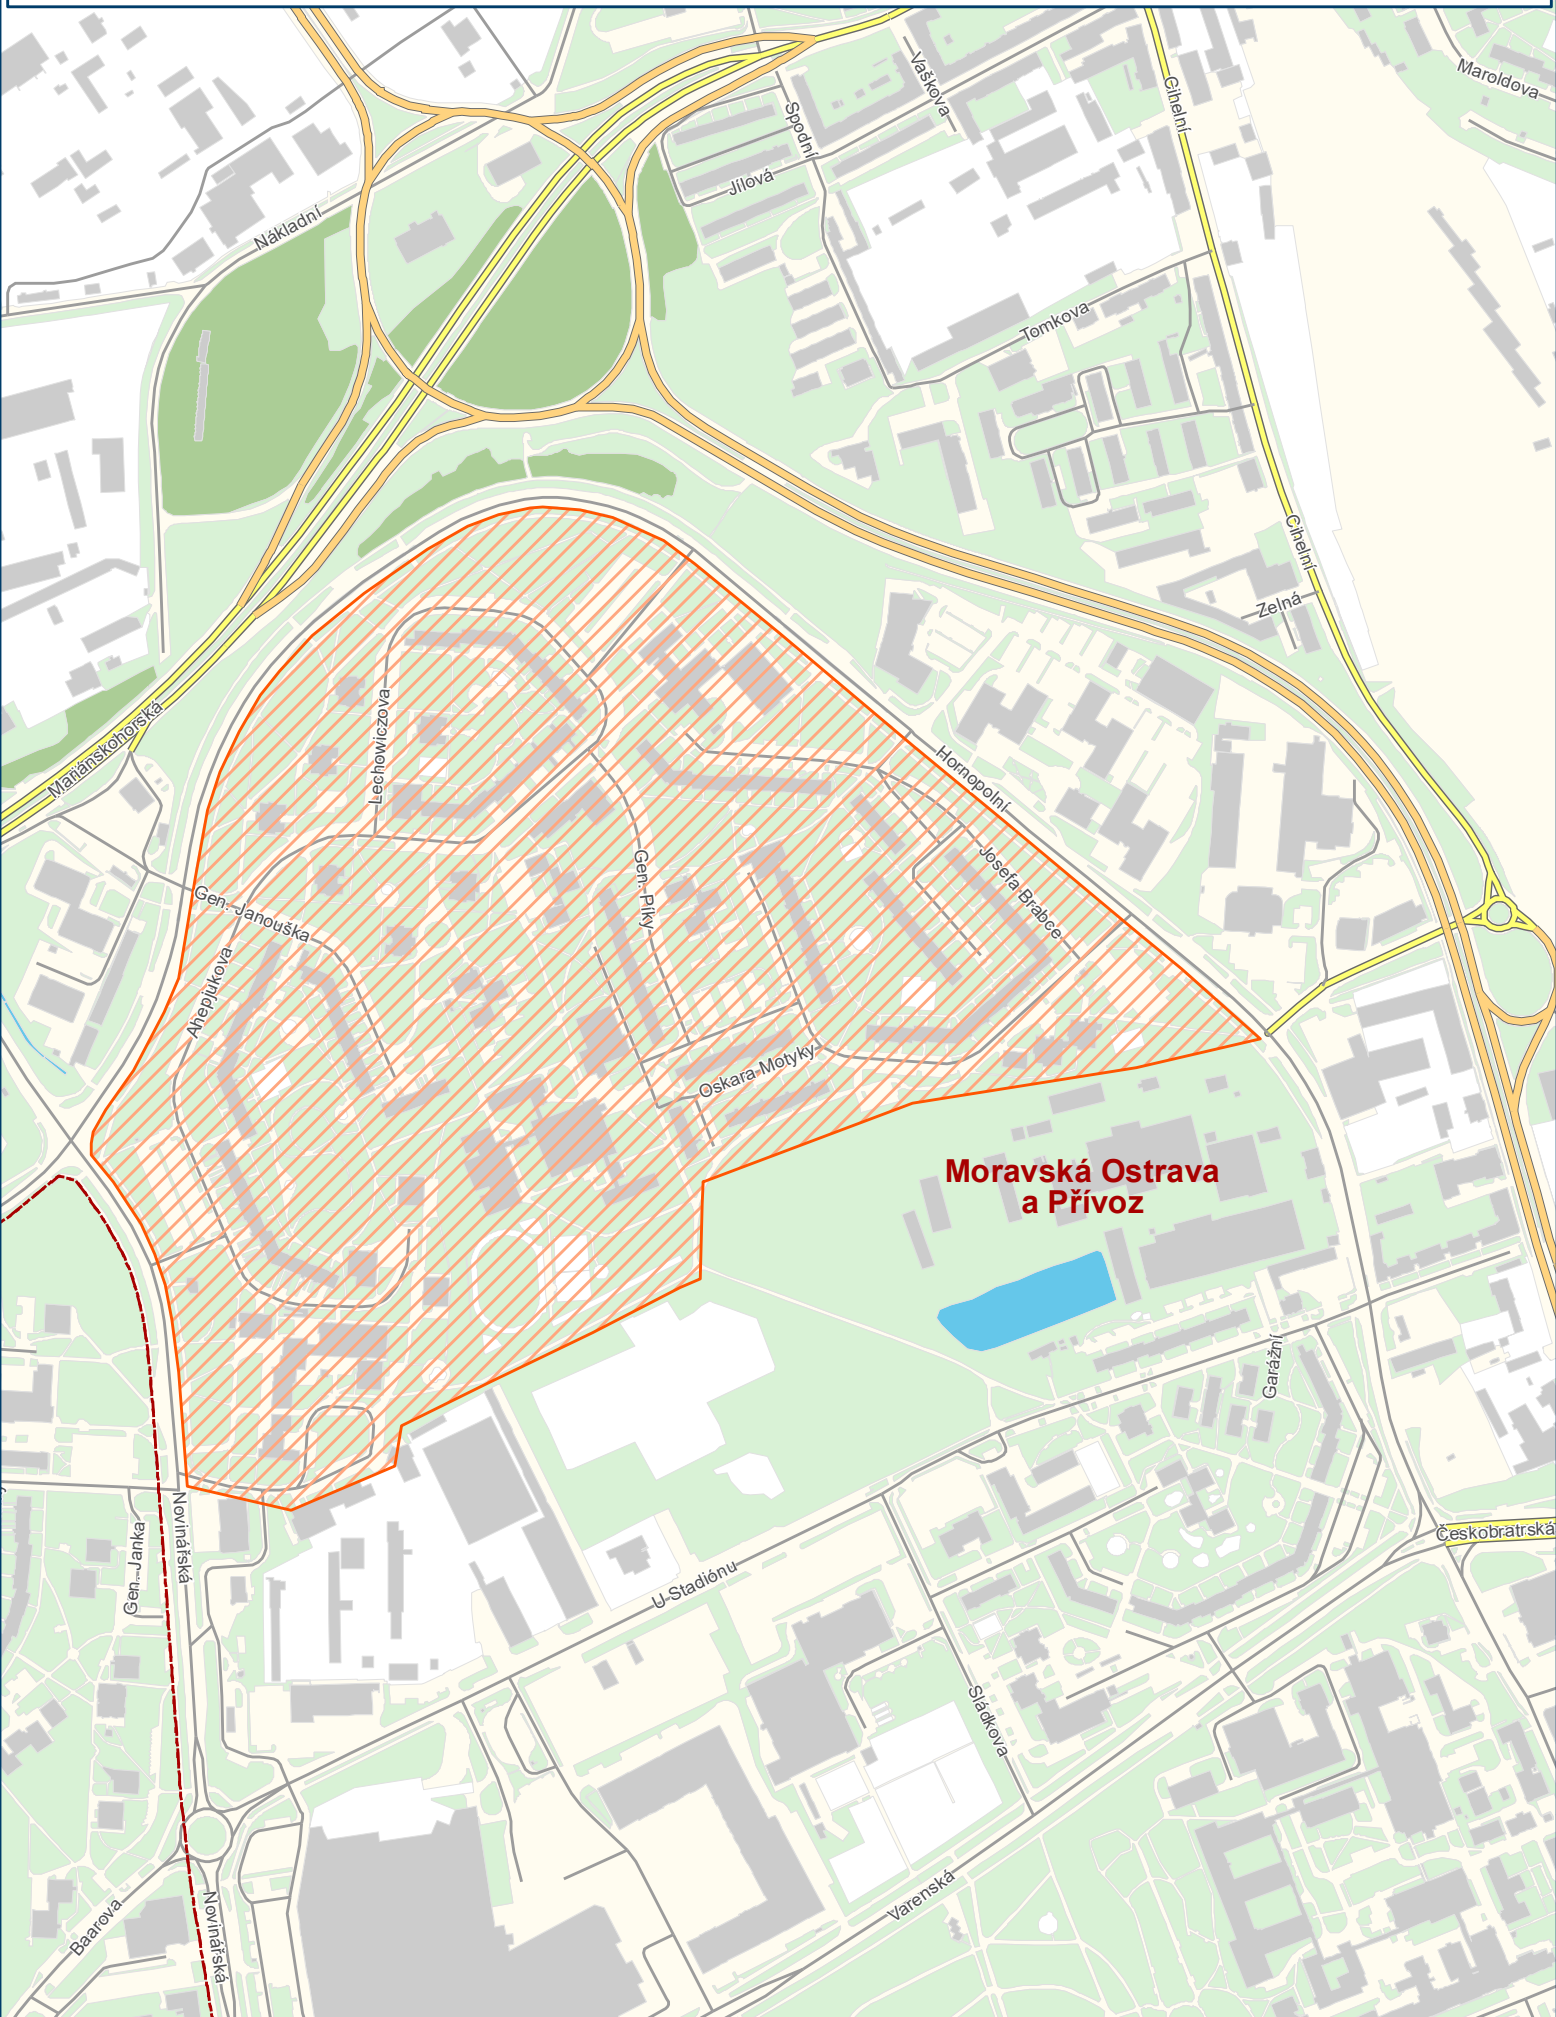 Maroldova
Vaškova
Cihelní
Spodní
Jílová
Nákladní
Tomkova
Cihelní
Zelná
Mariánskohorská
Lechowiczova
Hornopolní
Gen. Píky
Josefa Brabce
Gen. Janouška
Ahepjukova
Oskara Motyky
Moravská Ostrava
a Přívoz
Garážní
Novinářská
Gen. Janka
Českobratrská
U Stadiónu
Sládkova
Varenská
Baarova
Novinářská